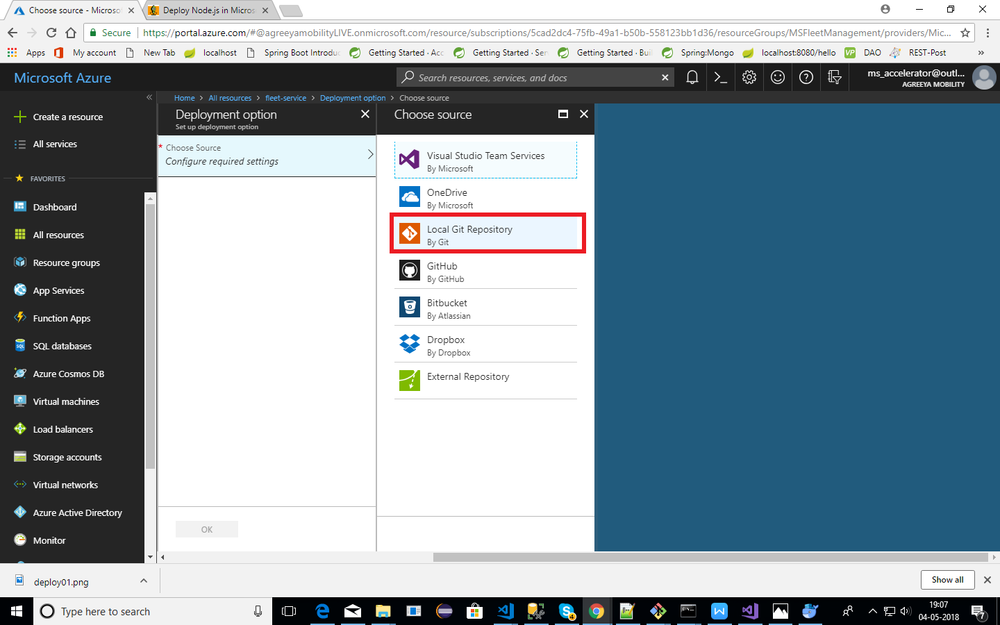 Choose source - Microso
Deploy Node.js in Micros
Secure
https://portal.azure.com/#@agreeyamobilityLIVE.onmicrosoft.com/resource/subscriptions/5cad2dc4-75fb-49a1-b50b-558123bb1d36/resourceGroups/MSFleetManagement/providers/Mic...
Apps
My account
New Tab
localhost
Spring Boot Introduc
Getting Started · Acc
Getting Started · Ser
Getting Started · Buil
Spring:Mongo
localhost:8080/hello
VP
DAO
REST-Post
»
Microsoft Azure
Search resources, services, and docs
ms_accelerator@outl...
AGREEYA MOBILITY
Home > All resources > fleet-service > Deployment option > Choose source
Create a resource
All services
FAVORITES
Dashboard
All resources
Resource groups
App Services
Function Apps
SQL databases
Azure Cosmos DB
Virtual machines
Load balancers
Storage accounts
Virtual networks
Azure Active Directory
Monitor
Deployment option
Set up deployment option
* Choose Source
Configure required settings
OK
Choose source
Visual Studio Team Services
By Microsoft
OneDrive
By Microsoft
Local Git Repository
By Git
GitHub
By GitHub
Bitbucket
By Atlassian
Dropbox
By Dropbox
External Repository
deploy01.png
Show all
Type here to search
4
19:07
04-05-2018
7